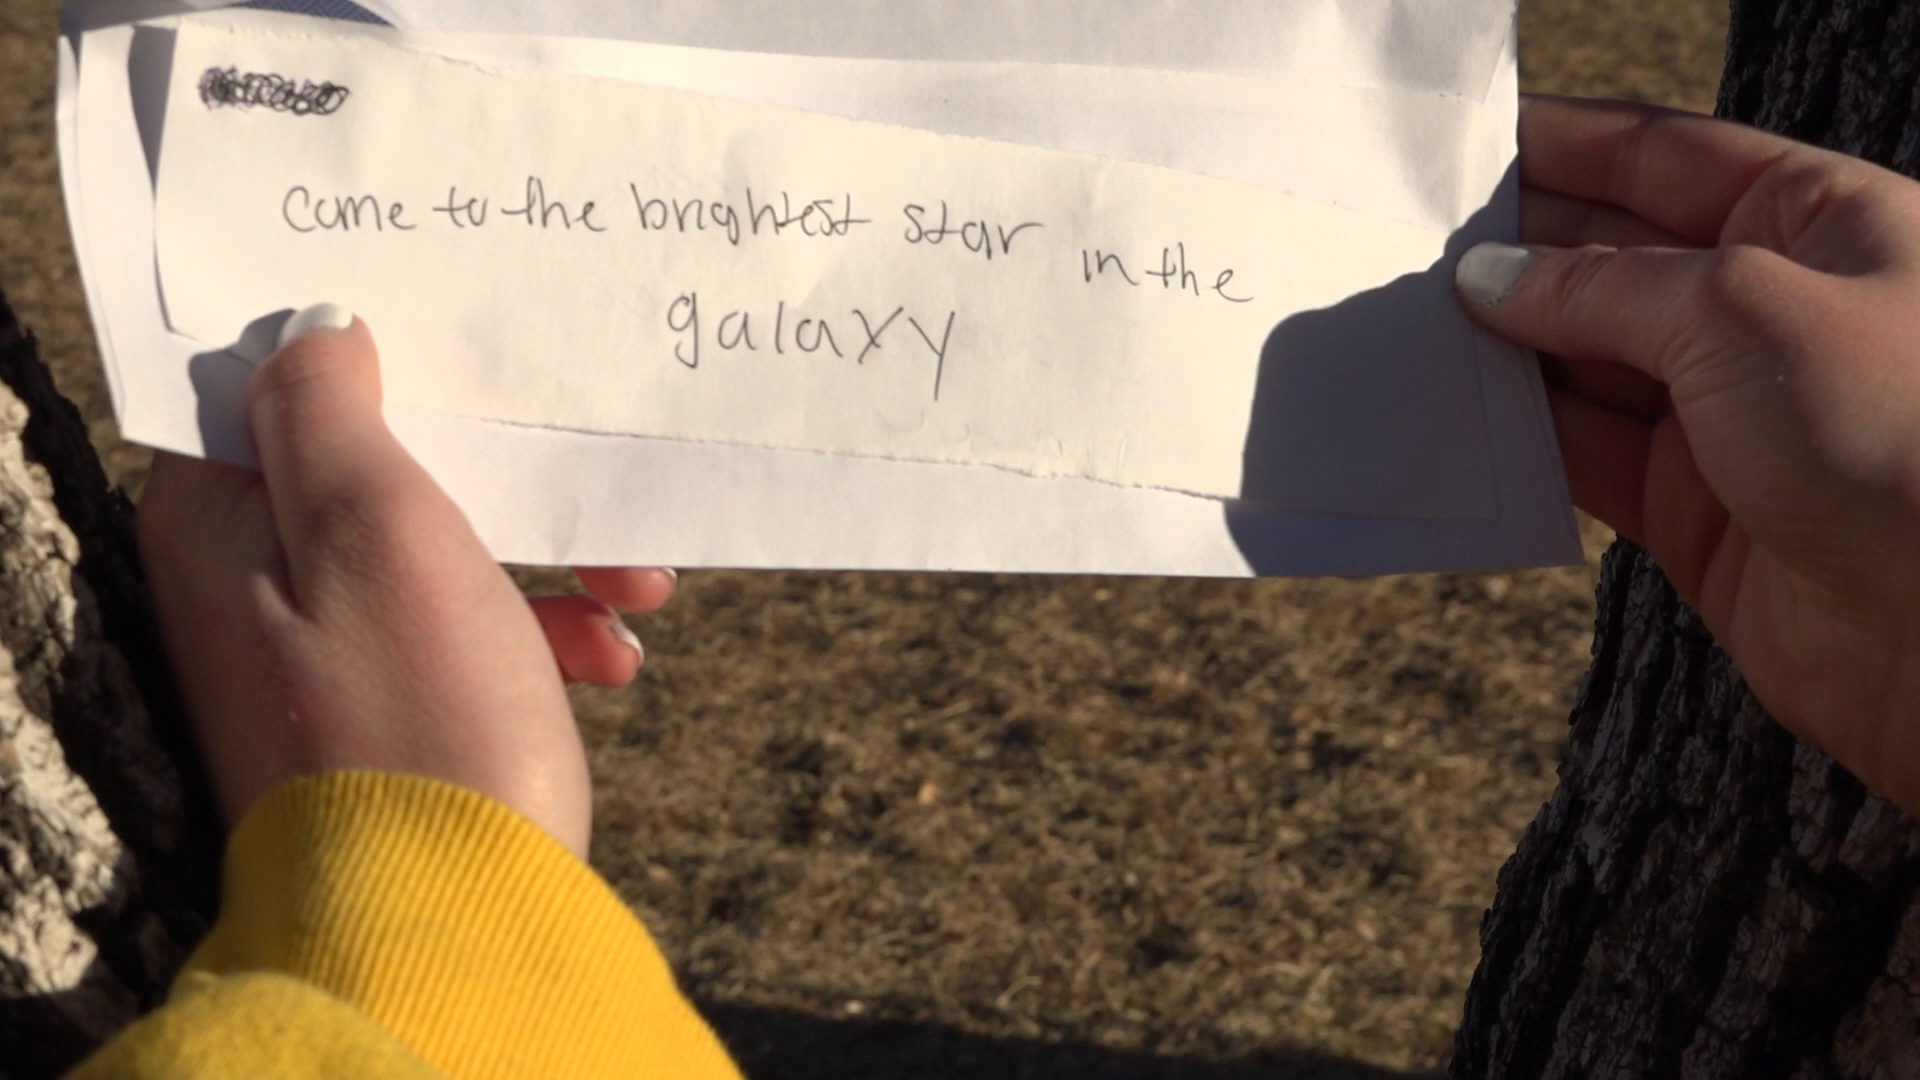 come to the brightest star in the
galaxy